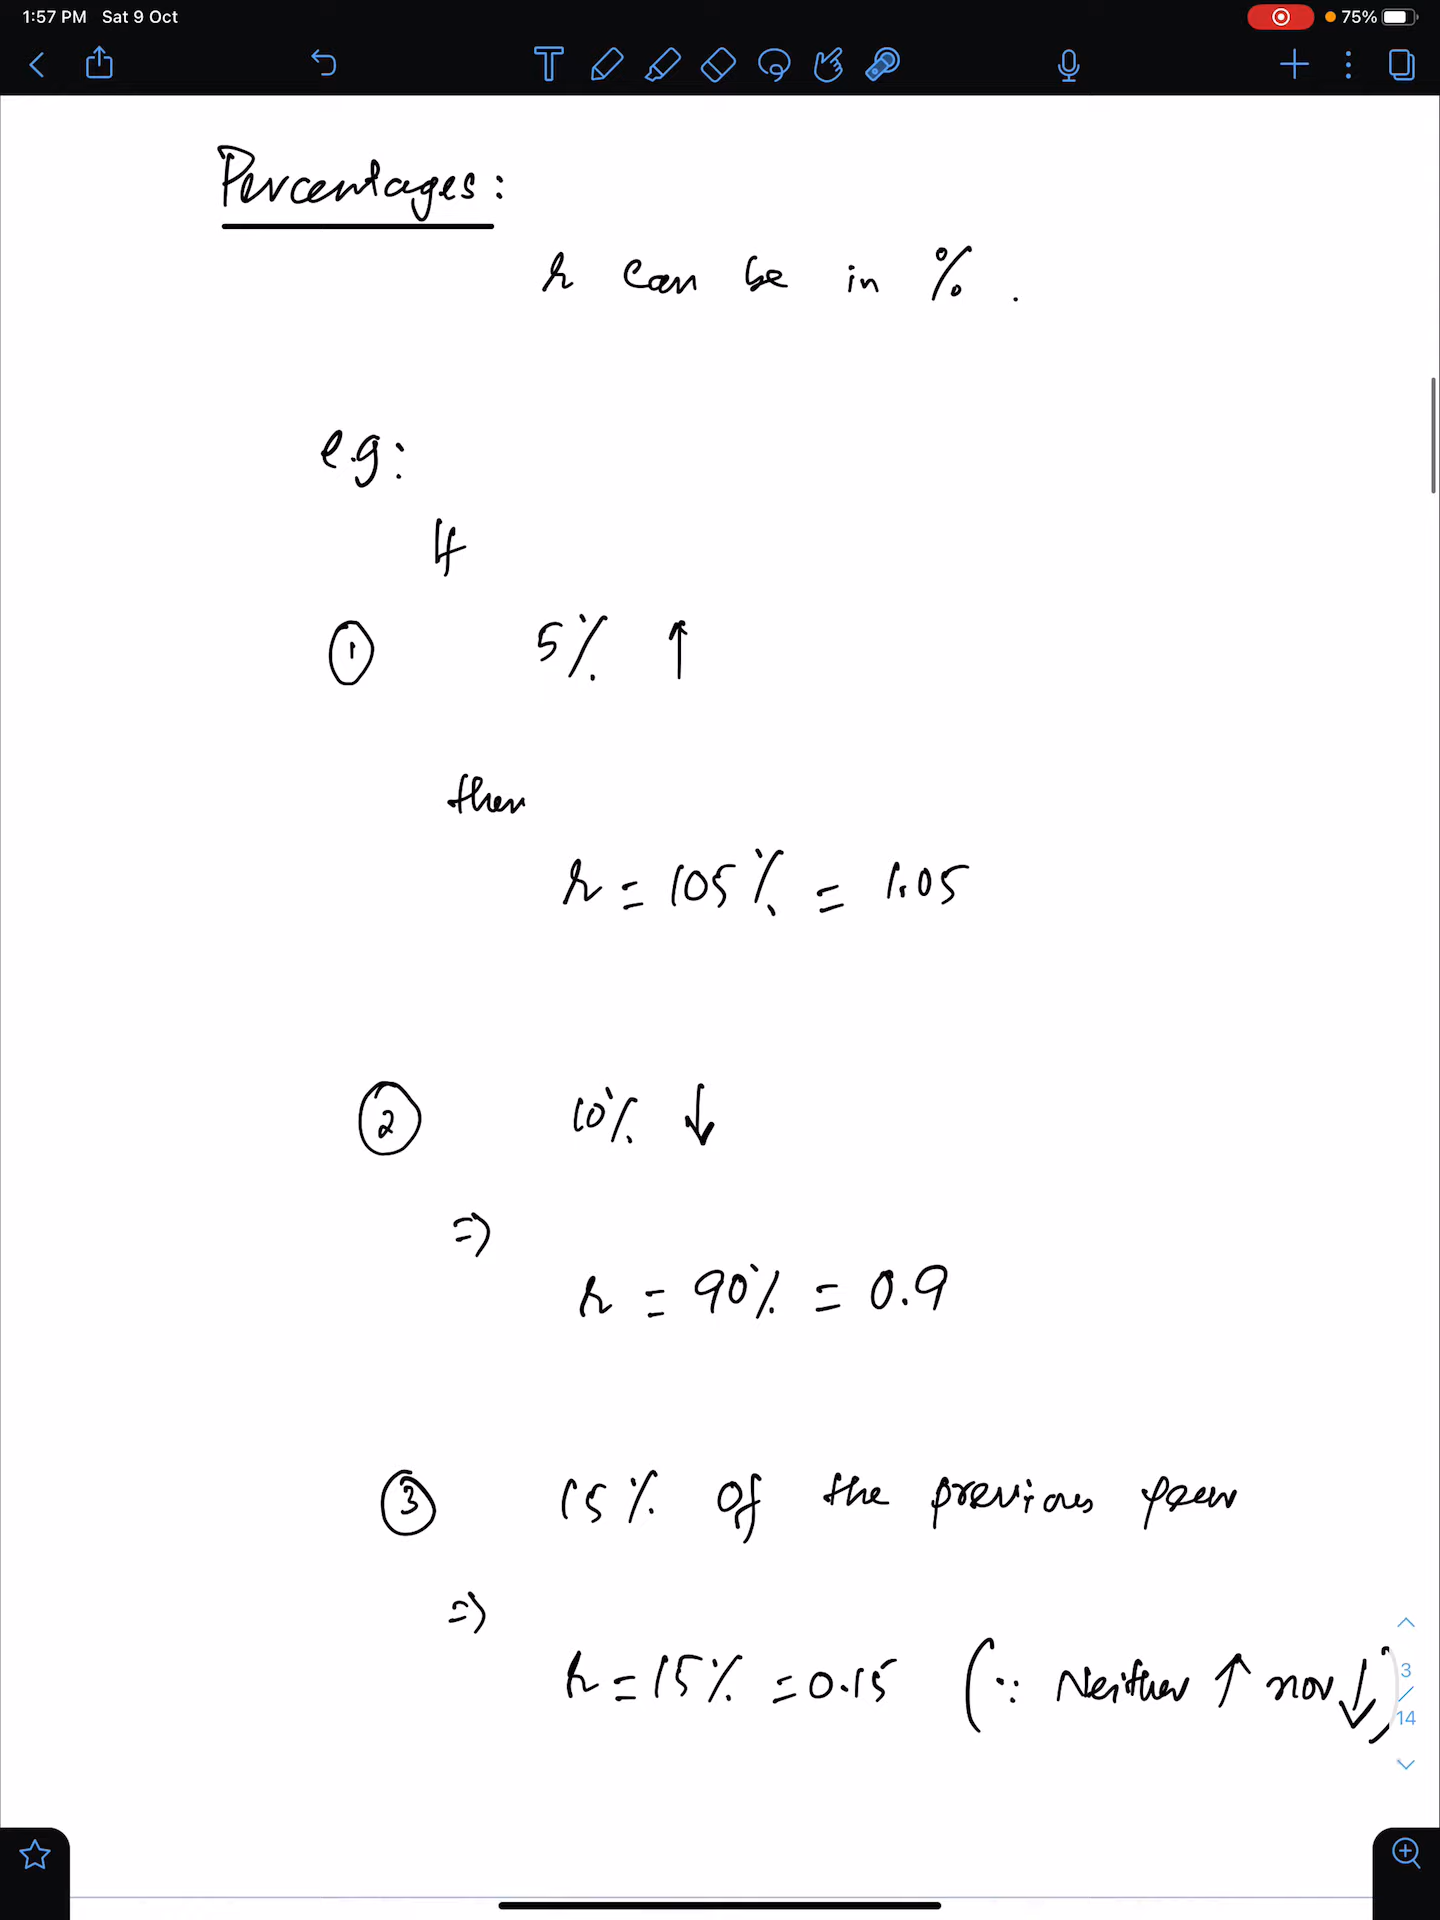 1:57 PM Sat 9 Oct 75%
Percentages:
r can be in %.
e.g:
If
① 5% ↑
then
r = 105% = 1.05
② 10% ↓
⇒
r = 90% = 0.9
③ 15% of the previous year
⇒
r = 15% = 0.15 (∵ Neither ↑ nor ↓)
3
/
14